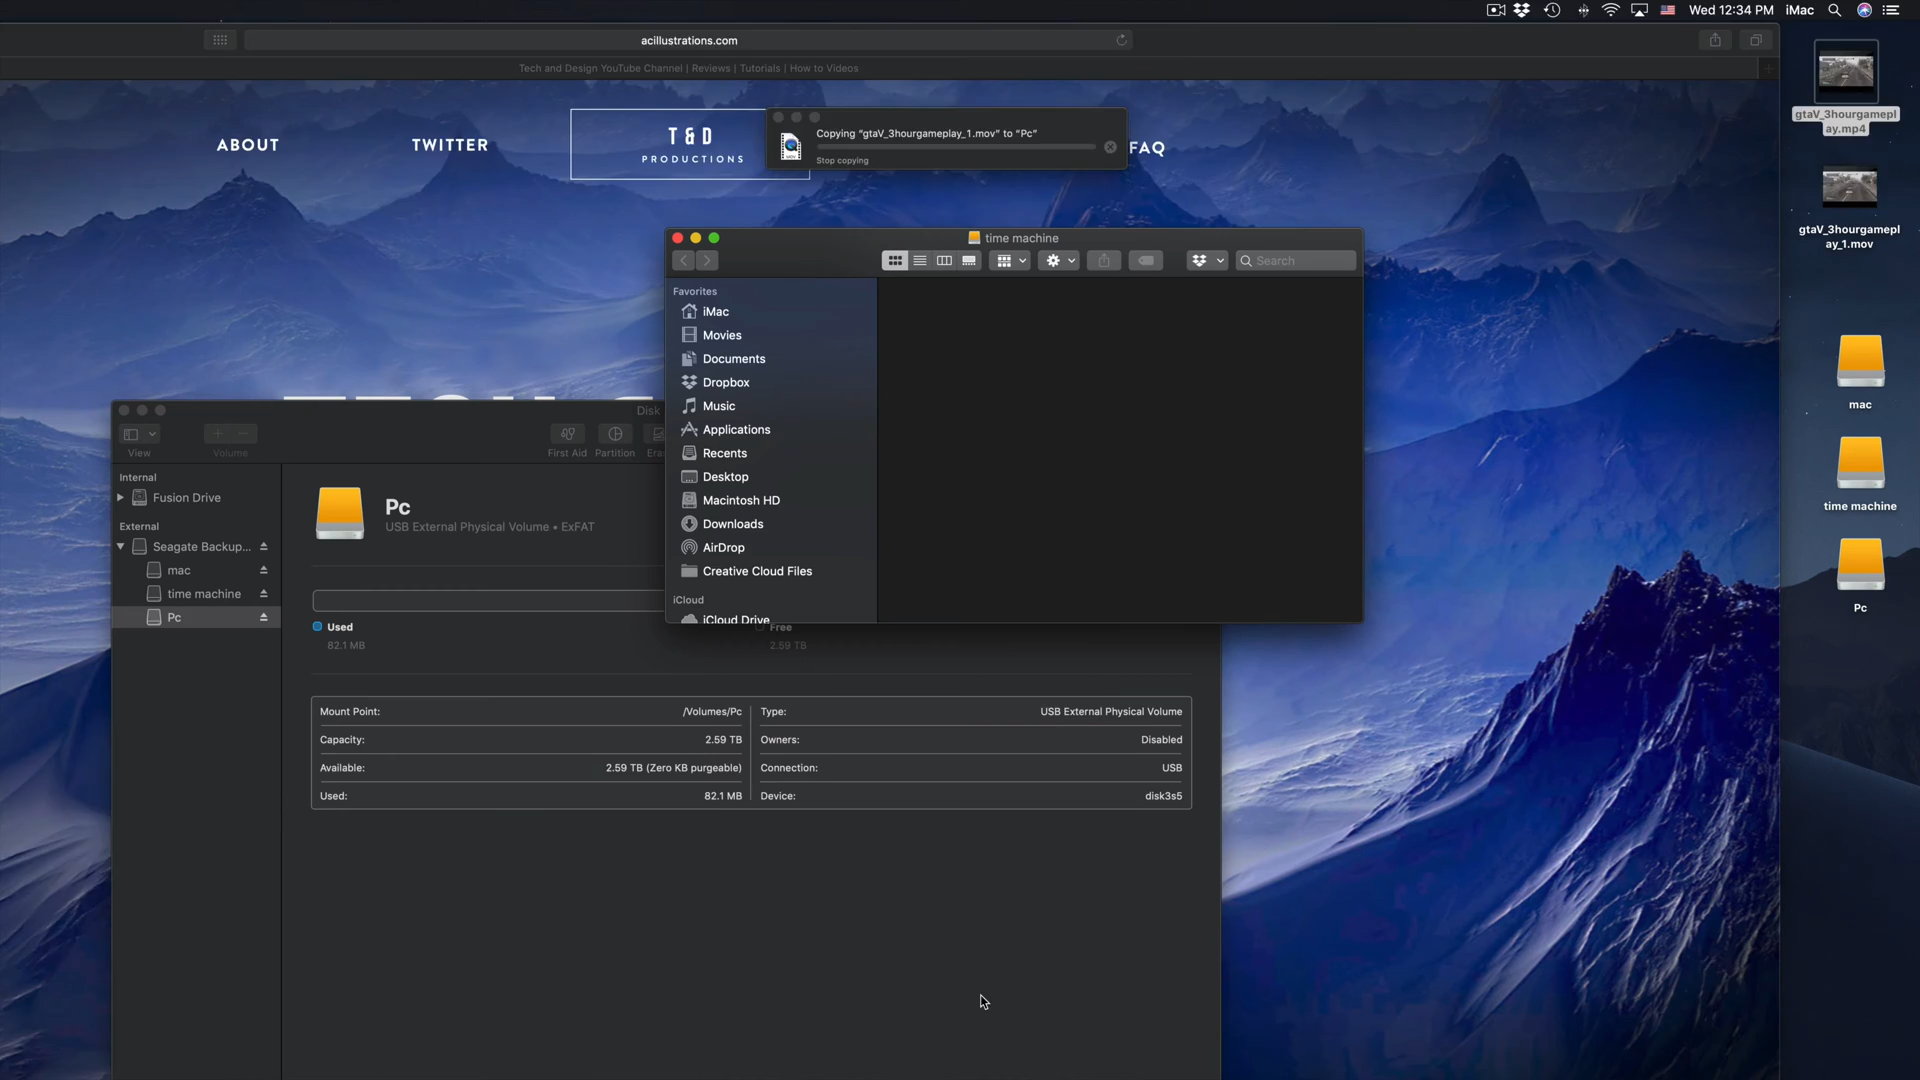 Wed 12:34 PM
iMac
acillustrations.com
Tech and Design YouTube Channel | Reviews | Tutorials | How to Videos
ABOUT
TWITTER
T & D
PRODUCTIONS
FAQ
Copying “gtaV_3hourgameplay_1.mov” to “Pc”
Stop copying
MOV
time machine
Search
Favorites
iMac
Movies
Documents
Dropbox
Music
Applications
Recents
Desktop
Macintosh HD
Downloads
AirDrop
Creative Cloud Files
iCloud
iCloud Drive
Disk
View
Volume
First Aid
Partition
Internal
Fusion Drive
External
Seagate Backup...
mac
time machine
Pc
Pc
USB External Physical Volume • ExFAT
Used
82.1 MB
Free
2.59 TB
Mount Point: /Volumes/Pc
Capacity: 2.59 TB
Available: 2.59 TB (Zero KB purgeable)
Used: 82.1 MB
Type: USB External Physical Volume
Owners: Disabled
Connection: USB
Device: disk3s5
gtaV_3hourgamepl
ay.mp4
gtaV_3hourgamepl
ay_1.mov
mac
time machine
Pc